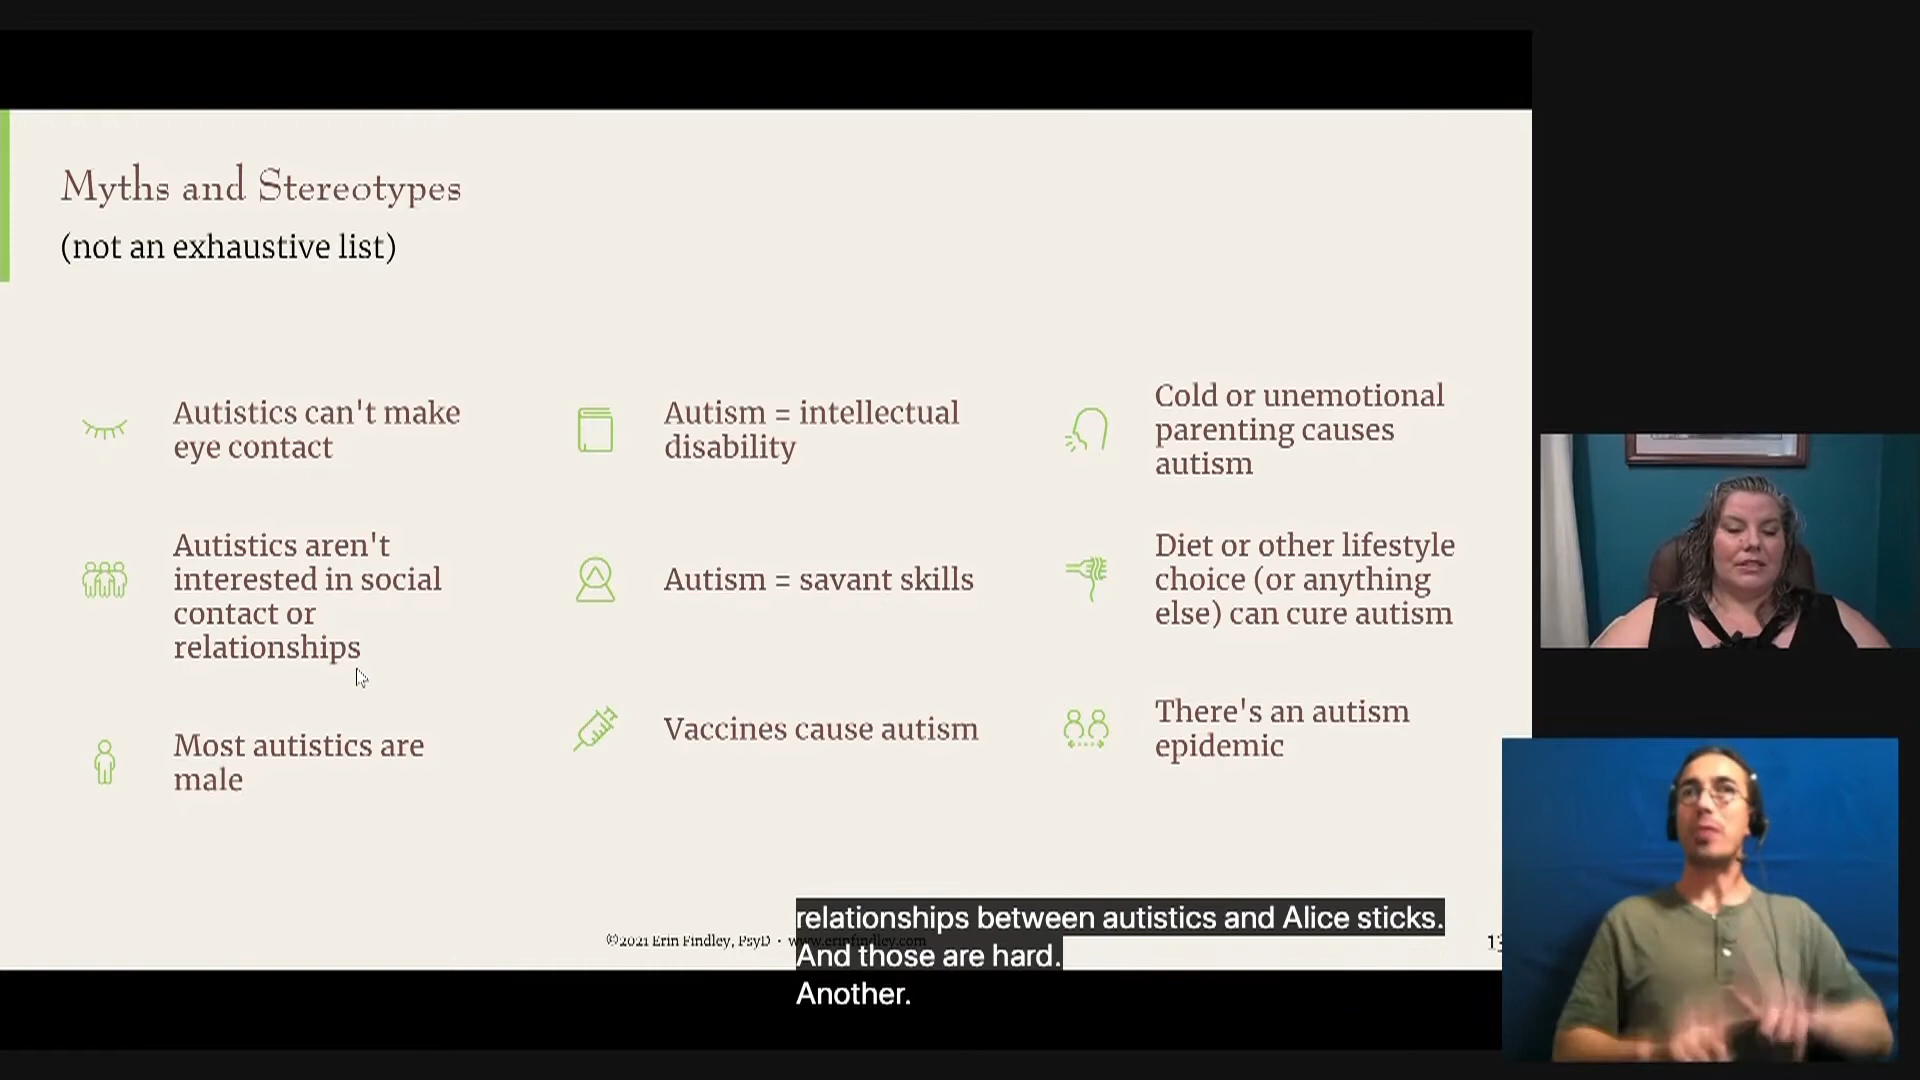 Myths and Stereotypes
(not an exhaustive list)
Autistics can't make
eye contact
Autistics aren't
interested in social
contact or
relationships
Most autistics are
male
Autism = intellectual
disability
Autism = savant skills
Vaccines cause autism
Cold or unemotional
parenting causes
autism
Diet or other lifestyle
choice (or anything
else) can cure autism
There's an autism
epidemic
©2021 Erin Findley, PsyD · www.erinfindley.com
relationships between autistics and Alice sticks.
And those are hard.
Another.